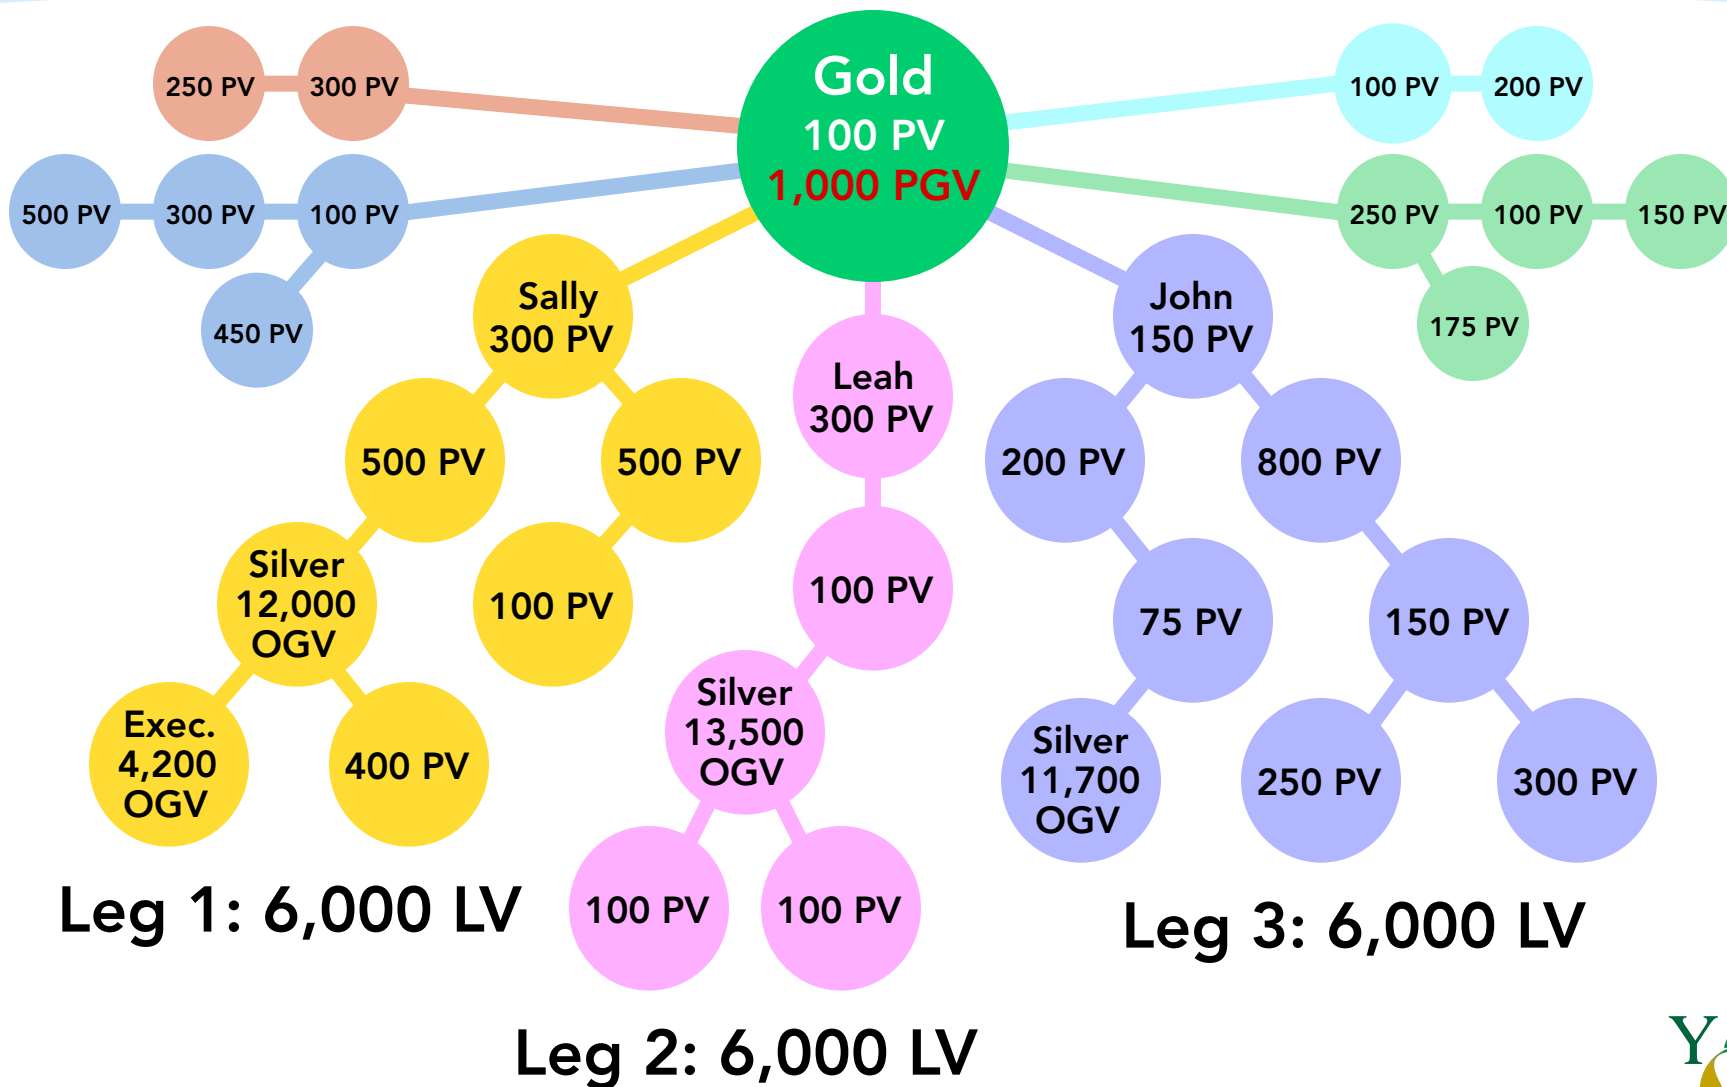 Gold
100 PV
1,000 PGV
250 PV
300 PV
100 PV
200 PV
500 PV
300 PV
100 PV
250 PV
100 PV
150 PV
450 PV
175 PV
Sally
300 PV
John
150 PV
Leah
300 PV
500 PV
500 PV
200 PV
800 PV
Silver
12,000
OGV
100 PV
100 PV
75 PV
150 PV
Exec.
4,200
OGV
400 PV
Silver
13,500
OGV
Silver
11,700
OGV
250 PV
300 PV
100 PV
100 PV
Leg 1: 6,000 LV
Leg 3: 6,000 LV
Leg 2: 6,000 LV
Y